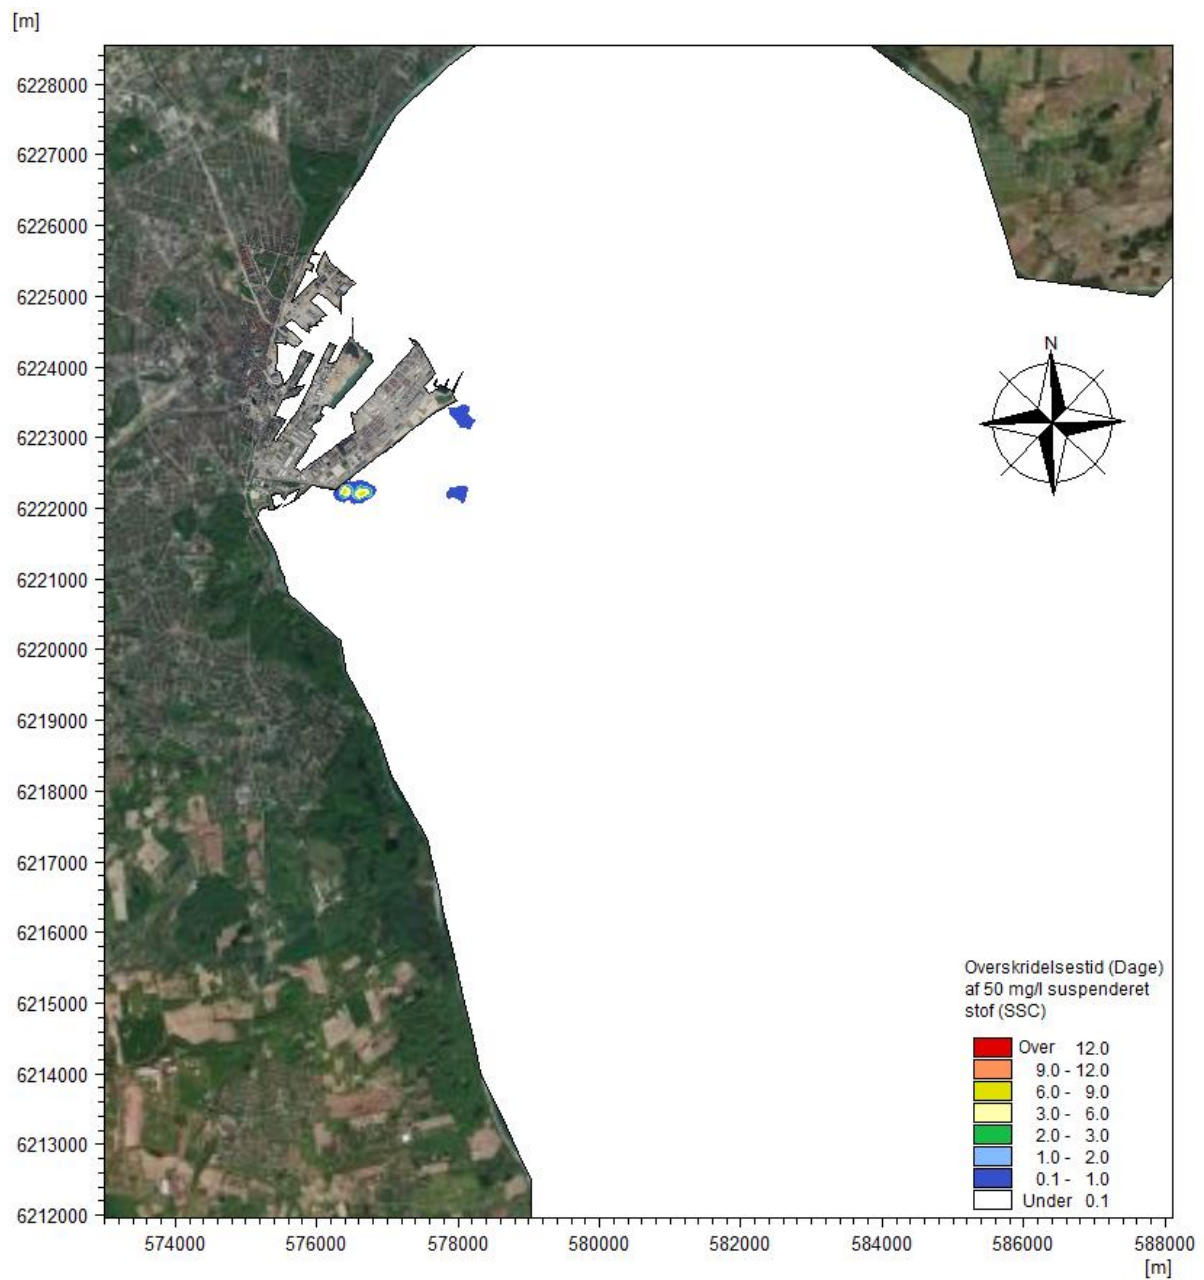 [m]
6228000
6227000
6226000
6225000
6224000
6223000
6222000
6221000
6220000
6219000
6218000
6217000
6216000
6215000
6214000
6213000
6212000
N
Overskridelsestid (Dage)
af 50 mg/l suspenderet
stof (SSC)
Over 12.0
9.0 - 12.0
6.0 - 9.0
3.0 - 6.0
2.0 - 3.0
1.0 - 2.0
0.1 - 1.0
Under 0.1
574000 576000 578000 580000 582000 584000 586000 588000
[m]